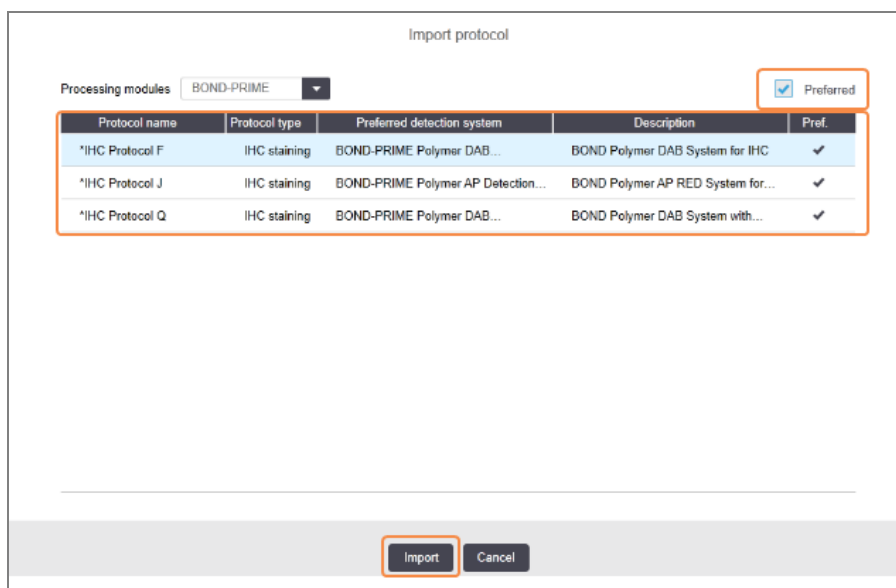 Import protocol
Processing modules BOND-PRIME Preferred
Protocol name Protocol type Preferred detection system Description Pref.
*IHC Protocol F IHC staining BOND-PRIME Polymer DAB... BOND Polymer DAB System for IHC
*IHC Protocol J IHC staining BOND-PRIME Polymer AP Detection... BOND Polymer AP RED System for...
*IHC Protocol Q IHC staining BOND-PRIME Polymer DAB... BOND Polymer DAB System with...
Import Cancel